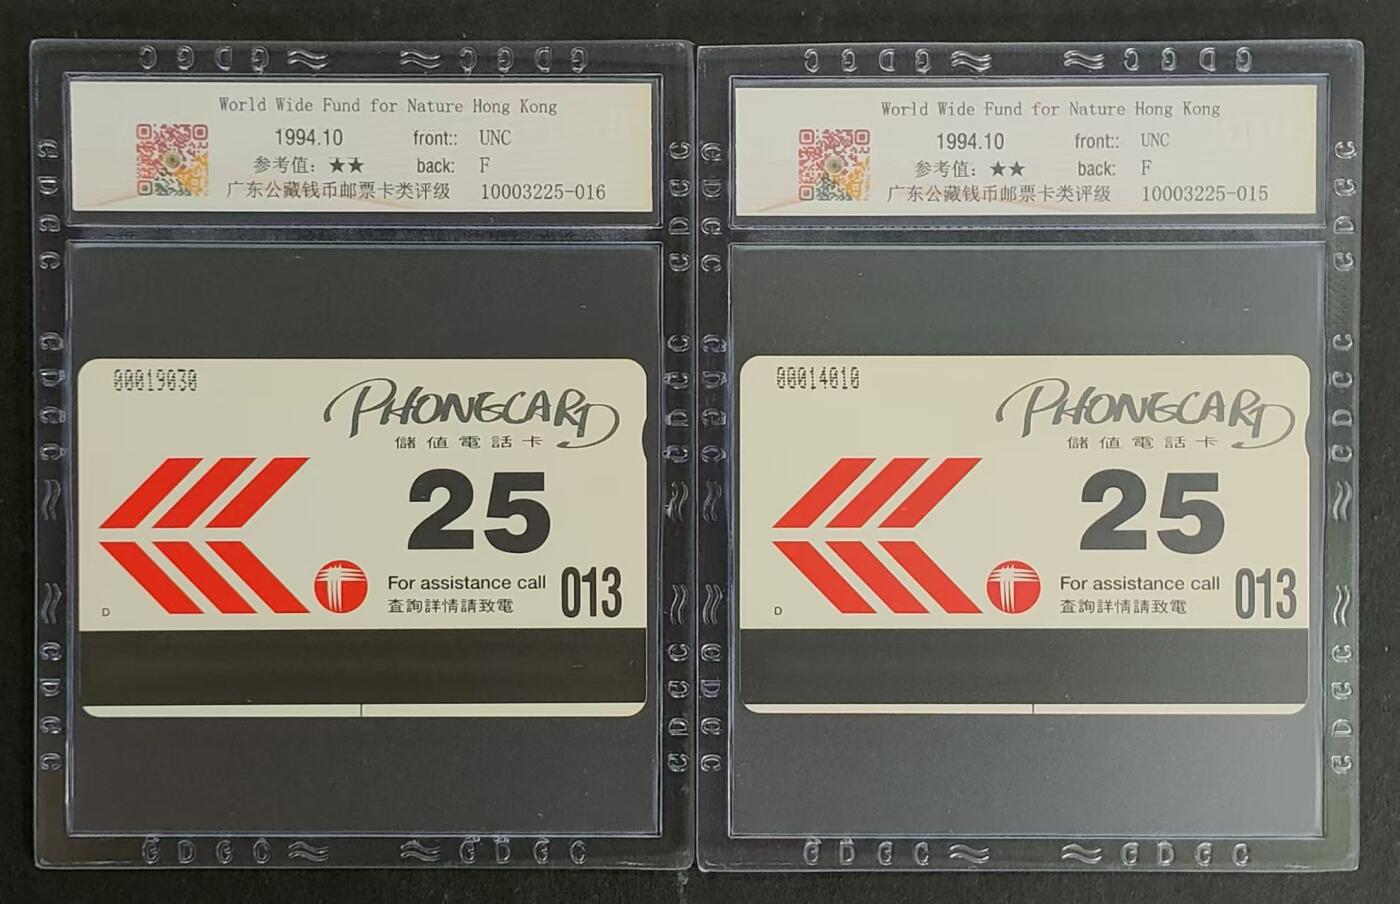 World Wide Fund for Nature Hong Kong
1994.10 front:: UNC
参考值: ★★ back: F
广东公藏钱币邮票卡类评级 10003225-016
00019030
PHONECARD
儲值電話卡
25
For assistance call 013
查詢詳情請致電
D
World Wide Fund for Nature Hong Kong
1994.10 front:: UNC
参考值: ★★ back: F
广东公藏钱币邮票卡类评级 10003225-015
00014010
PHONECARD
儲值電話卡
25
For assistance call 013
查詢詳情請致電
D